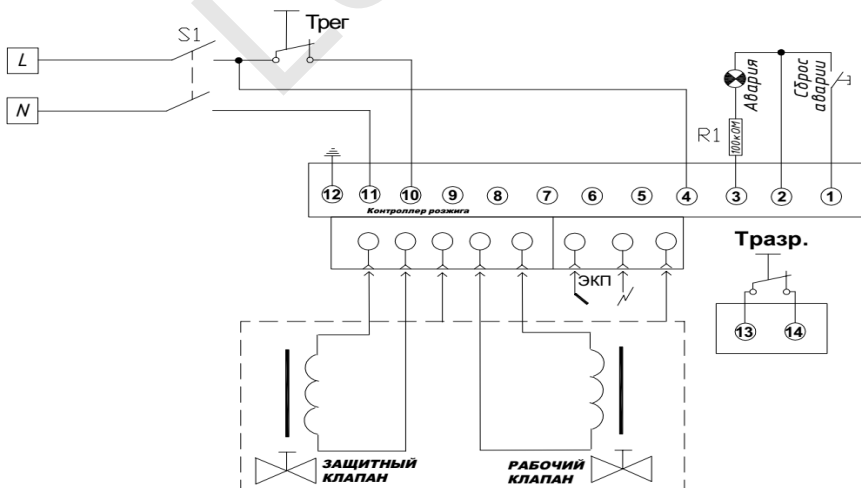 Трег
S1
L
N
Авария
Сброс аварии
R1
100кОМ
12 11 10 9 8 7 6 5 4 3 2 1
Контроллер розжига
Тразр.
ЭКП
13 14
ЗАЩИТНЫЙ
КЛАПАН
РАБОЧИЙ
КЛАПАН